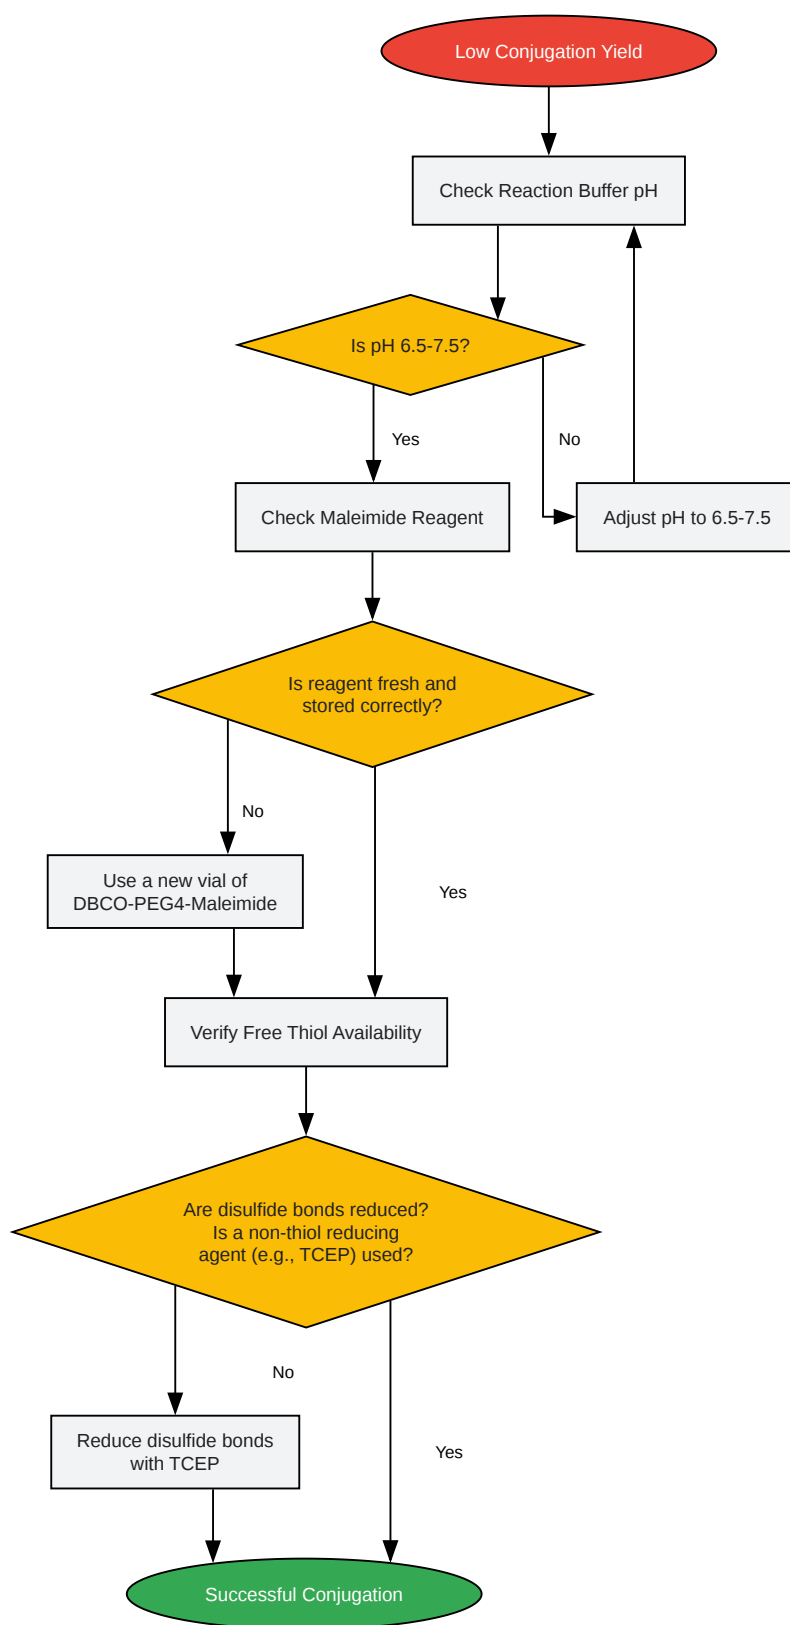 Low Conjugation Yield
Check Reaction Buffer pH
Is pH 6.5-7.5?
Yes
No
Check Maleimide Reagent
Adjust pH to 6.5-7.5
Is reagent fresh and
stored correctly?
No
Use a new vial of
DBCO-PEG4-Maleimide
Yes
Verify Free Thiol Availability
Are disulfide bonds reduced?
Is a non-thiol reducing
agent (e.g., TCEP) used?
No
Reduce disulfide bonds
with TCEP
Yes
Successful Conjugation